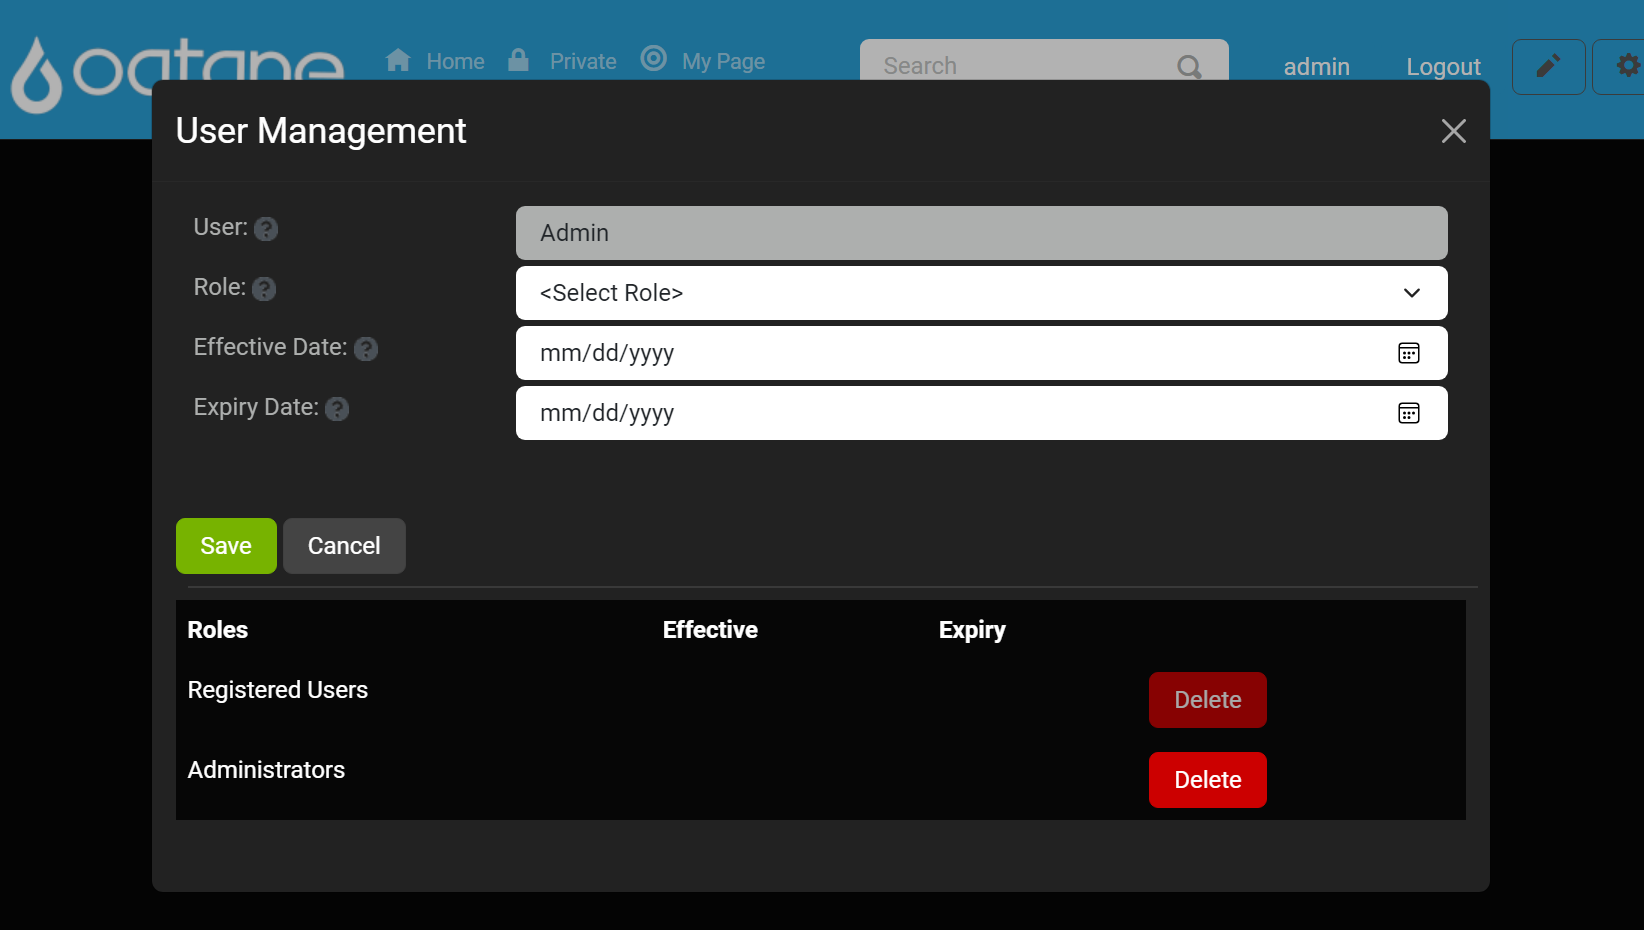 oqtane
Home Private My Page Search admin Logout
User Management
User: Admin
Role: <Select Role>
Effective Date: mm/dd/yyyy
Expiry Date: mm/dd/yyyy
Save Cancel
Roles Effective Expiry
Registered Users Delete
Administrators Delete